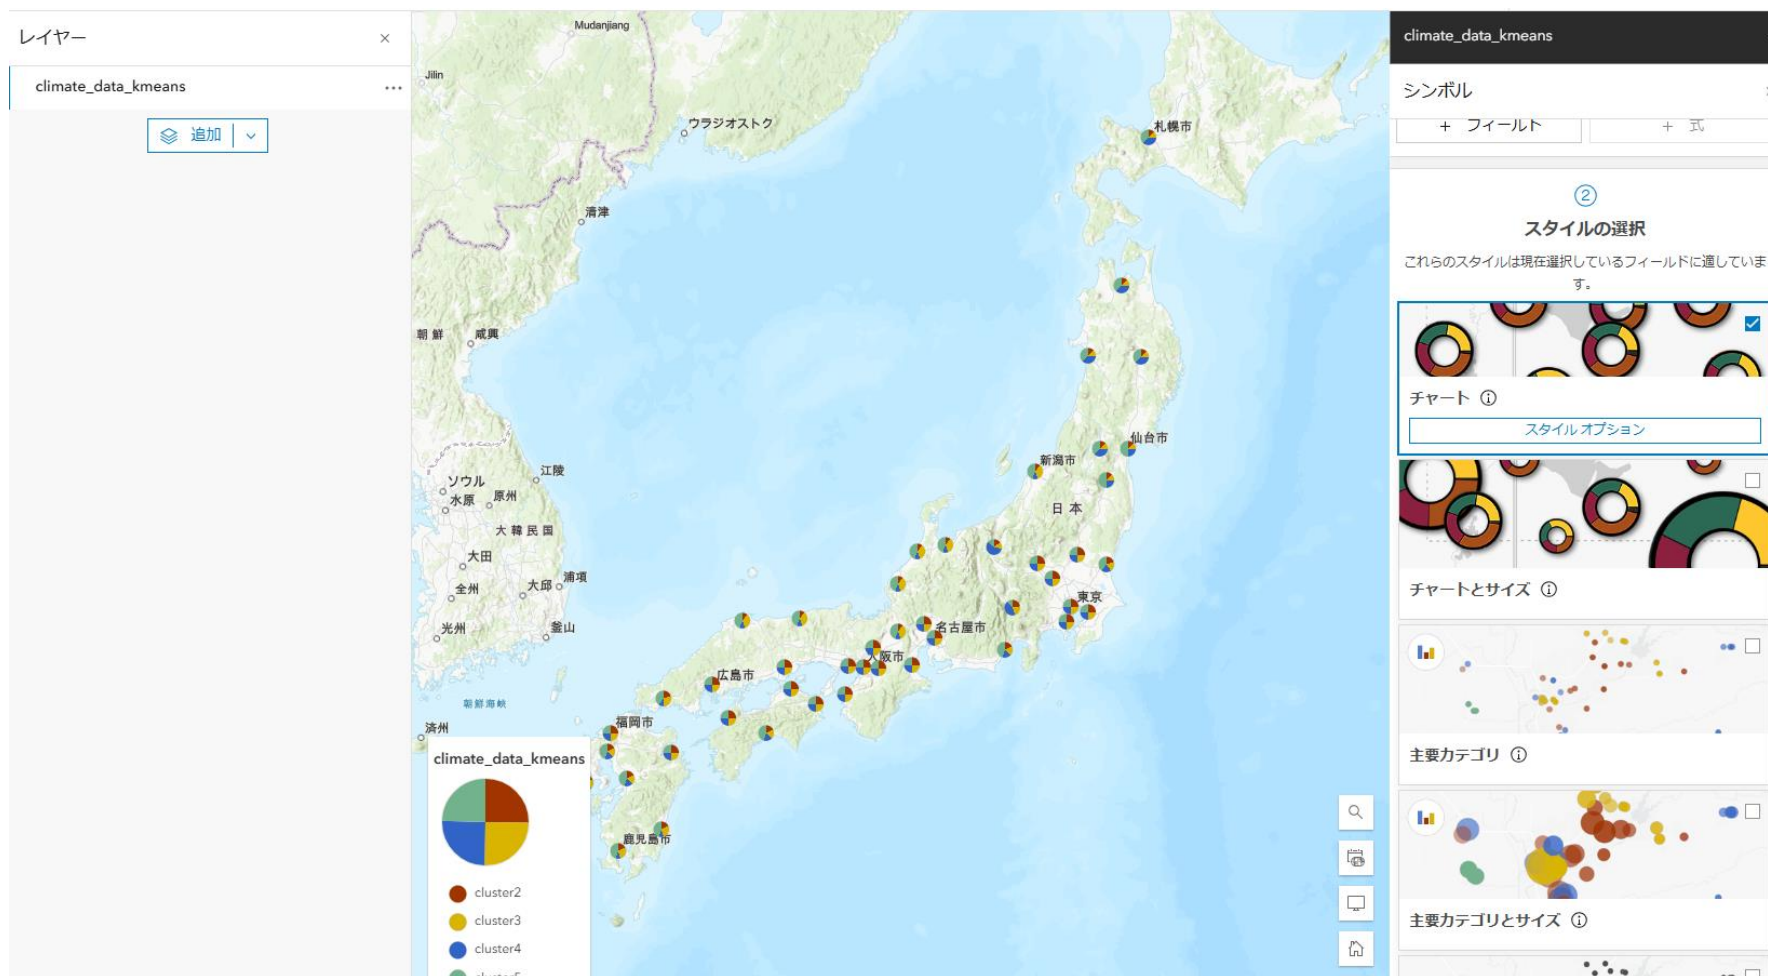 レイヤー
climate_data_kmeans
追加
Mudanjiang
Jilin
ウラジオストク
札幌市
清津
朝鮮
咸興
仙台市
新潟市
江陵
ソウル
水原
原州
日本
大韓民国
大田
浦項
大邱
全州
東京
光州
釜山
名古屋市
大阪市
広島市
朝鮮海峡
済州
福岡市
鹿児島市
climate_data_kmeans
cluster2
cluster3
cluster4
cluster5
climate_data_kmeans
シンボル
+ フィールド
+ 式
2
スタイルの選択
これらのスタイルは現在選択しているフィールドに適していま
す。
チャート
スタイル オプション
チャートとサイズ
主要カテゴリ
主要カテゴリとサイズ